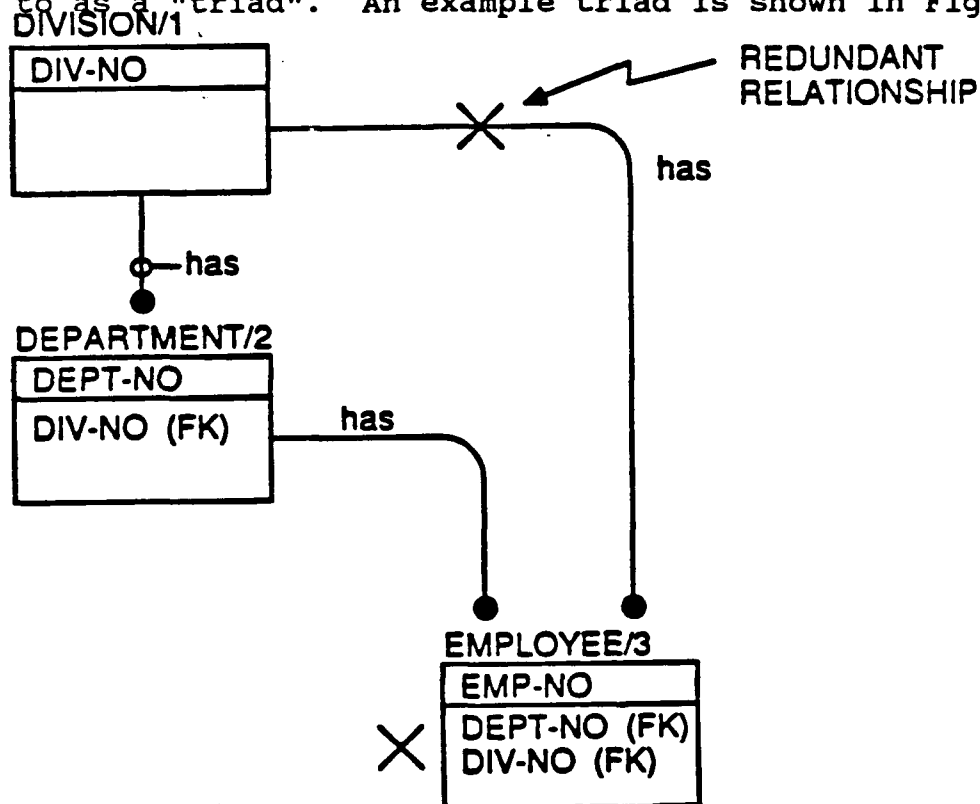 to as a "triad". An example triad is shown in Fig
DIVISION/1
DIV-NO
REDUNDANT
RELATIONSHIP
has
has
DEPARTMENT/2
DEPT-NO
DIV-NO (FK)
has
EMPLOYEE/3
EMP-NO
DEPT-NO (FK)
DIV-NO (FK)